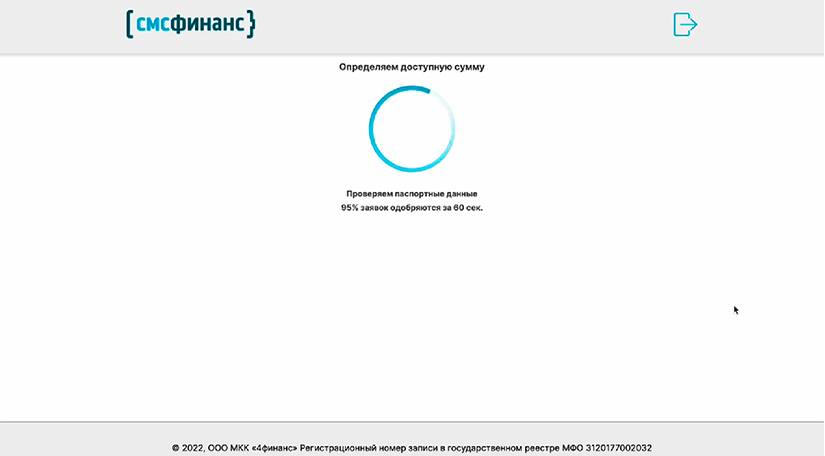 [смсфинанс}
Определяем доступную сумму
Проверяем паспортные данные
95% заявок одобряются за 60 сек.
© 2022, ООО МКК «4финанс» Регистрационный номер записи в государственном реестре МФО 3120177002032